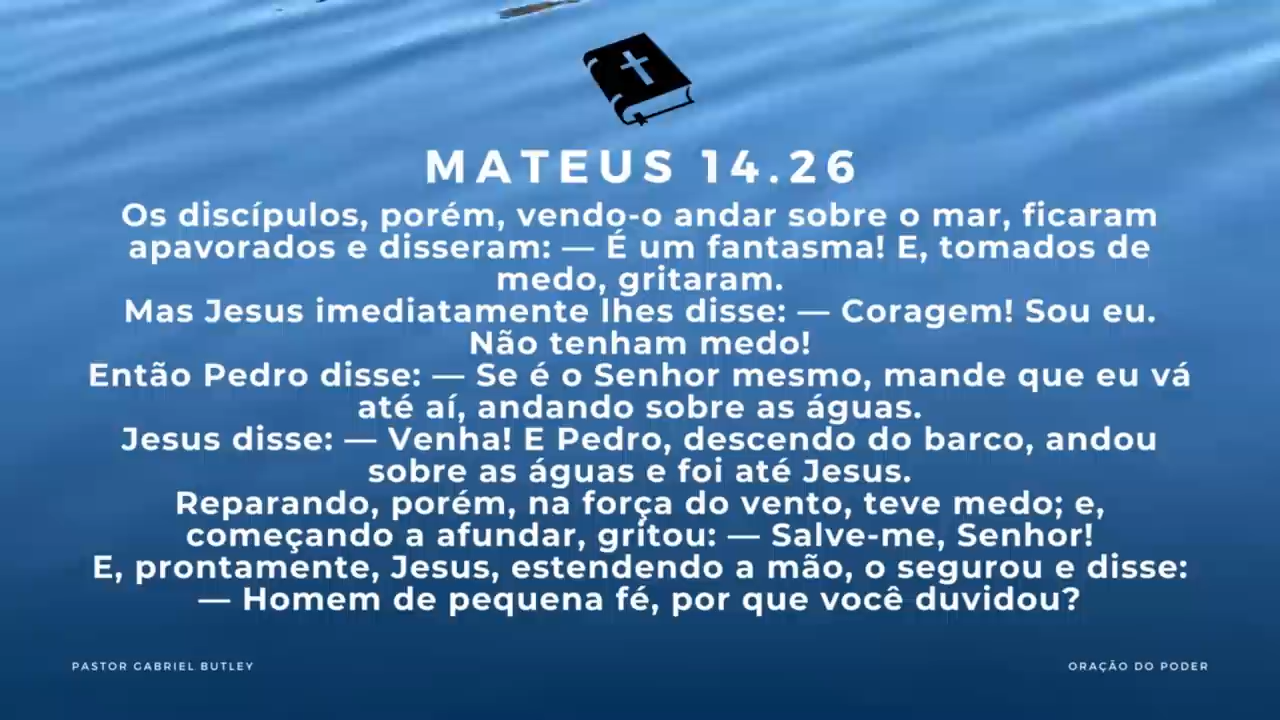 MATEUS 14.26
Os discípulos, porém, vendo-o andar sobre o mar, ficaram
apavorados e disseram: — É um fantasma! E, tomados de
medo, gritaram.
Mas Jesus imediatamente lhes disse: — Coragem! Sou eu.
Não tenham medo!
Então Pedro disse: — Se é o Senhor mesmo, mande que eu vá
até aí, andando sobre as águas.
Jesus disse: — Venha! E Pedro, descendo do barco, andou
sobre as águas e foi até Jesus.
Reparando, porém, na força do vento, teve medo; e,
começando a afundar, gritou: — Salve-me, Senhor!
E, prontamente, Jesus, estendendo a mão, o segurou e disse:
— Homem de pequena fé, por que você duvidou?
PASTOR GABRIEL BUTLEY
ORAÇÃO DO PODER